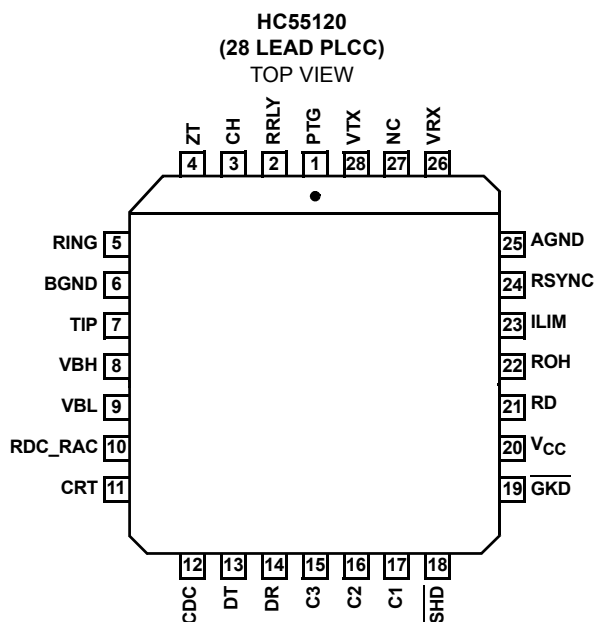 HC55120
(28 LEAD PLCC)
TOP VIEW
ZT
CH
RRLY
PTG
VTX
NC
VRX
4 3 2 1 28 27 26
RING 5
BGND 6
TIP 7
VBH 8
VBL 9
RDC_RAC 10
CRT 11
25 AGND
24 RSYNC
23 ILIM
22 ROH
21 RD
20 VCC
19 GKD
12 13 14 15 16 17 18
CDC
DT
DR
C3
C2
C1
SHD